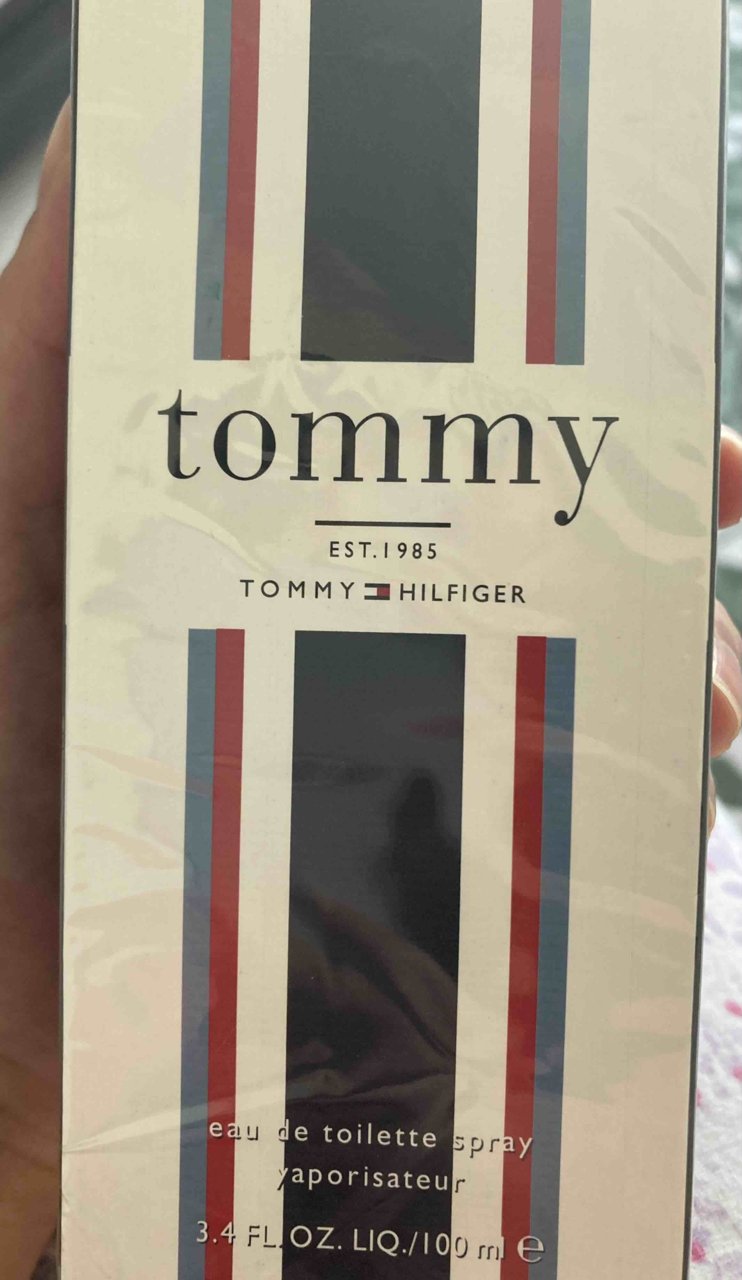 tommy
EST.1985
TOMMY HILFIGER
eau de toilette spray
vaporisateur
3.4 FL.OZ. LIQ./100 ml e